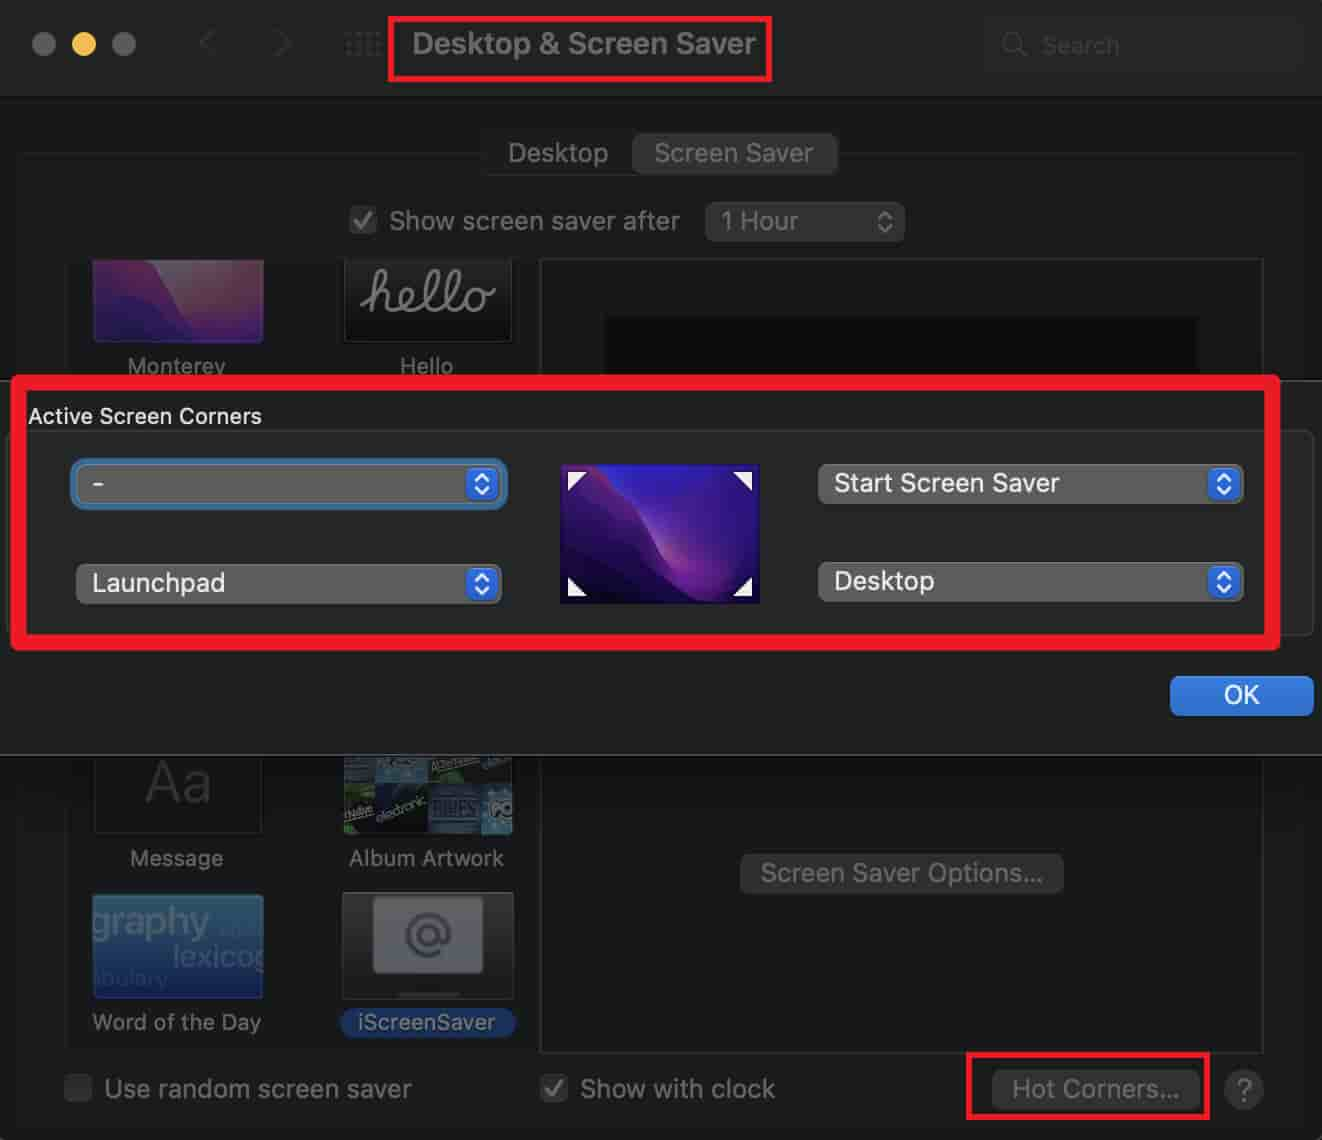 Desktop & Screen Saver
Search
Desktop
Screen Saver
Show screen saver after
1 Hour
hello
Monterey
Hello
Active Screen Corners
-
Start Screen Saver
Launchpad
Desktop
OK
Aa
electronic
Message
Album Artwork
Screen Saver Options...
graphy
lexicog
Word of the Day
@
iScreenSaver
Use random screen saver
Show with clock
Hot Corners...
?